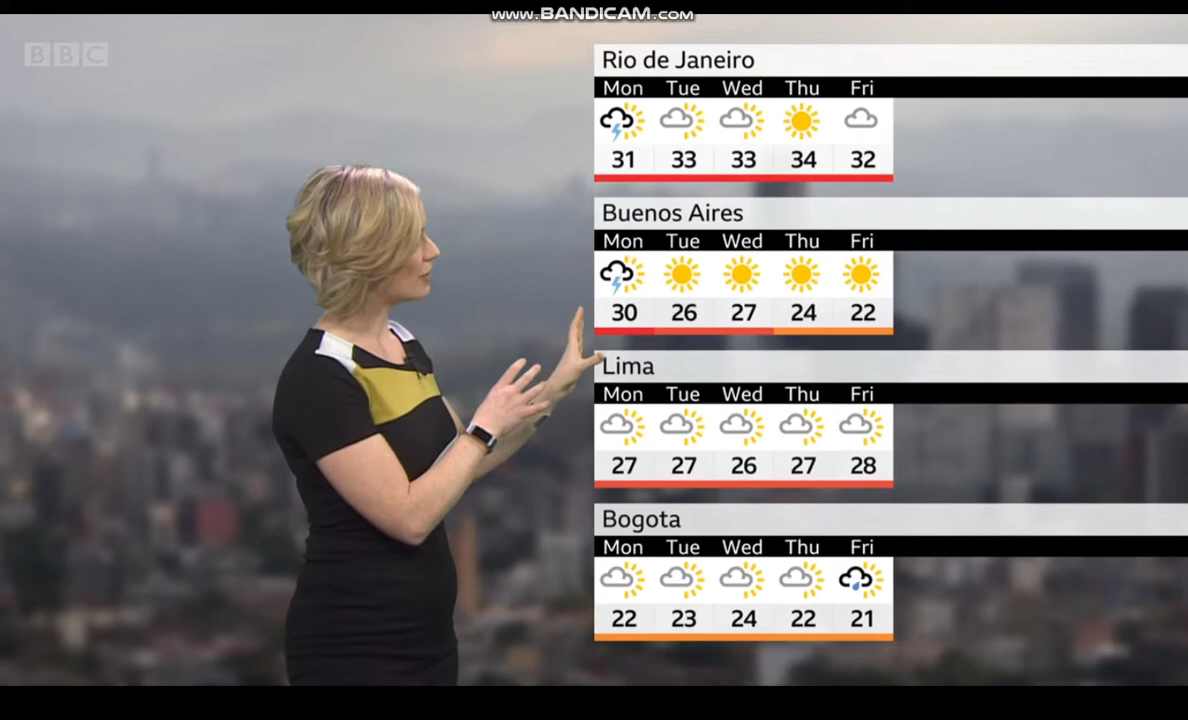 www.BANDICAM.com
BBC
Rio de Janeiro
Mon Tue Wed Thu Fri
31 33 33 34 32
Buenos Aires
Mon Tue Wed Thu Fri
30 26 27 24 22
Lima
Mon Tue Wed Thu Fri
27 27 26 27 28
Bogota
Mon Tue Wed Thu Fri
22 23 24 22 21